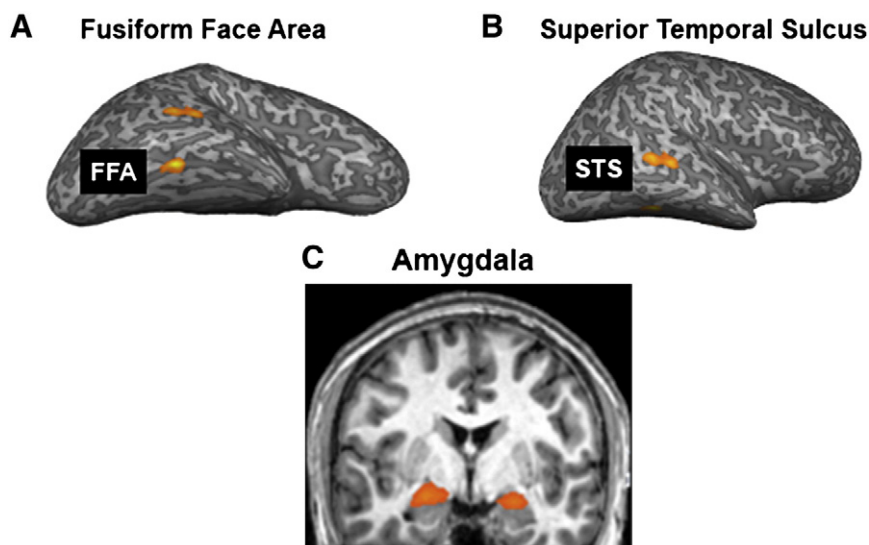 A Fusiform Face Area
B Superior Temporal Sulcus
FFA
STS
C Amygdala